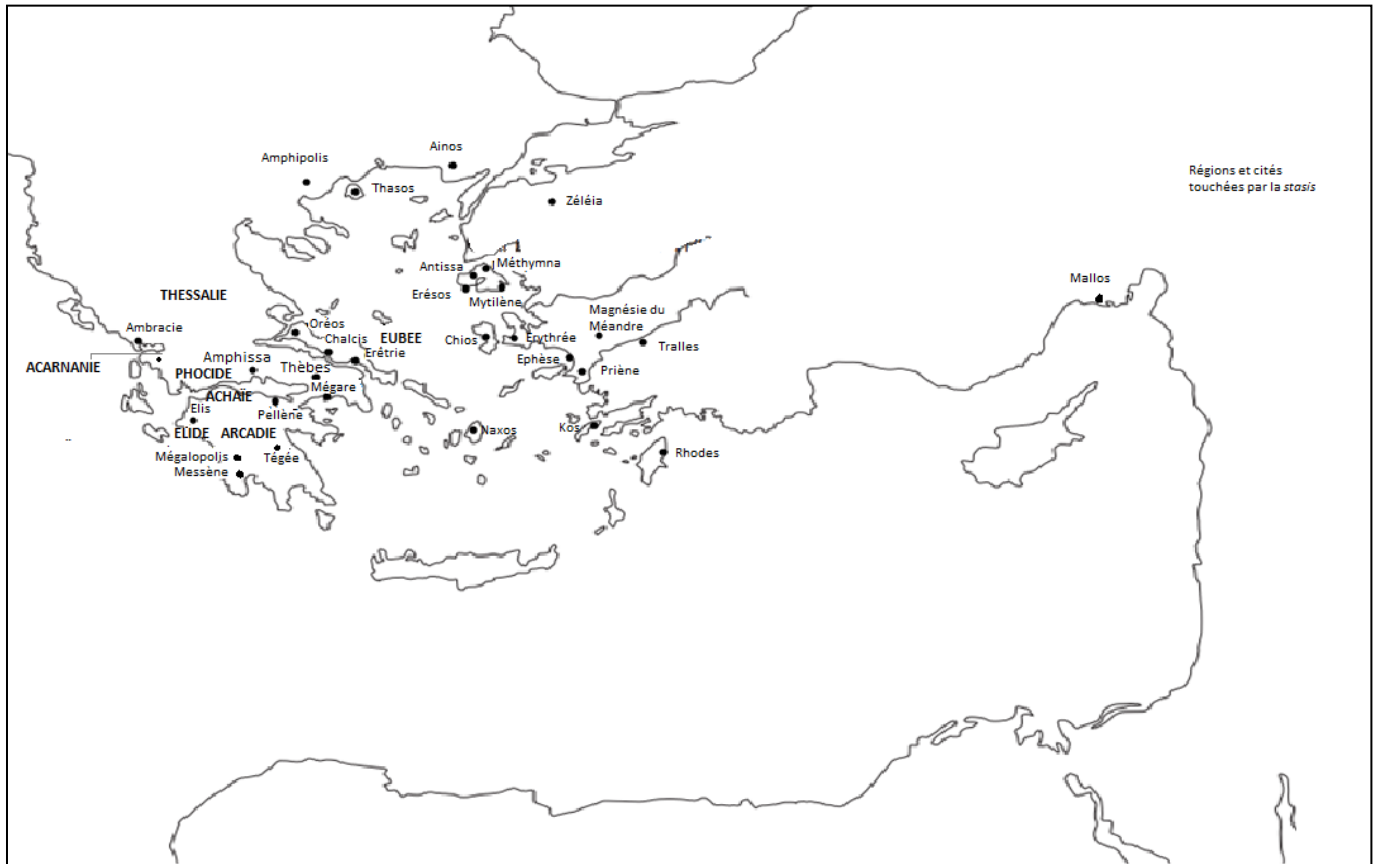 Ainos
Amphipolis
Régions et cités
touchées par la stasis
Thasos
Zéléia
Méthymna
Antissa
Mallos
Erésos
Mytilène
THESSALIE
Magnésie du
Méandre
Oréos
Ambracie
EUBEE
Chios
Erythrée
Chalcis
Tralles
Erétrie
Amphissa
Ephèse
ACARNANIE
Thèbes
PHOCIDE
Priène
Mégare
ACHAÏE
Elis
Pellène
Kos
Naxos
ELIDE ARCADIE
Rhodes
Mégalopolis
Tégée
Messène